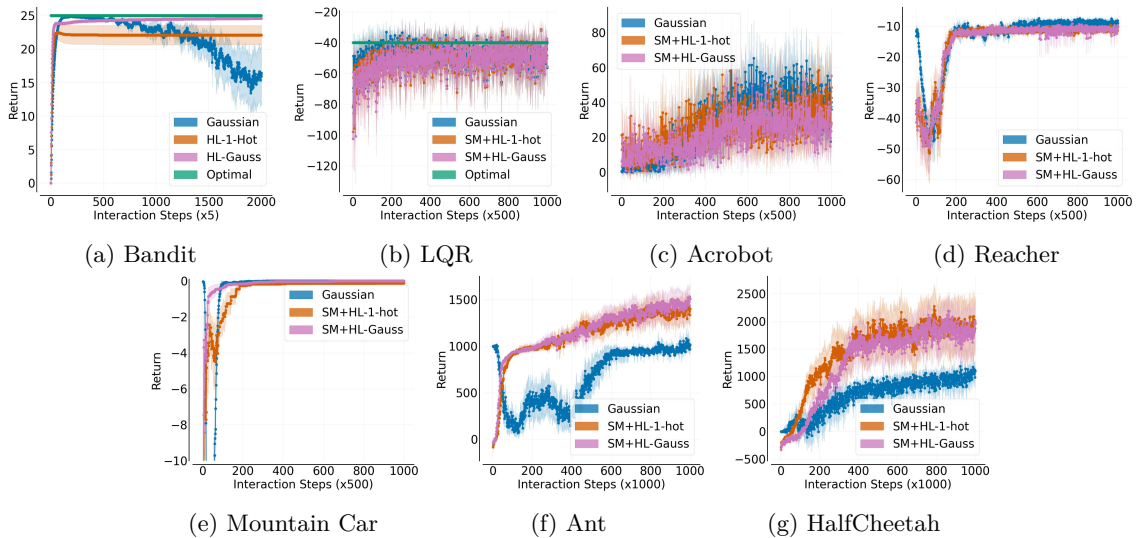 25
20
15
10
5
0
Return
Gaussian
HL-1-Hot
HL-Gauss
Optimal
0 500 1000 1500 2000
Interaction Steps (x5)
(a) Bandit
−20
−40
−60
−80
−100
−120
Return
Gaussian
SM+HL-1-hot
SM+HL-Gauss
Optimal
0 200 400 600 800 1000
Interaction Steps (x500)
(b) LQR
80
60
40
20
0
Return
Gaussian
SM+HL-1-hot
SM+HL-Gauss
0 200 400 600 800 1000
Interaction Steps (x500)
(c) Acrobot
−10
−20
−30
−40
−50
−60
Return
Gaussian
SM+HL-1-hot
SM+HL-Gauss
0 200 400 600 800 1000
Interaction Steps (x500)
(d) Reacher
0
−2
−4
−6
−8
−10
Return
Gaussian
SM+HL-1-hot
SM+HL-Gauss
0 200 400 600 800 1000
Interaction Steps (x500)
(e) Mountain Car
1500
1000
500
0
Return
Gaussian
SM+HL-1-hot
SM+HL-Gauss
0 200 400 600 800 1000
Interaction Steps (x1000)
(f) Ant
2500
2000
1500
1000
500
0
−500
Return
Gaussian
SM+HL-1-hot
SM+HL-Gauss
0 200 400 600 800 1000
Interaction Steps (x1000)
(g) HalfCheetah